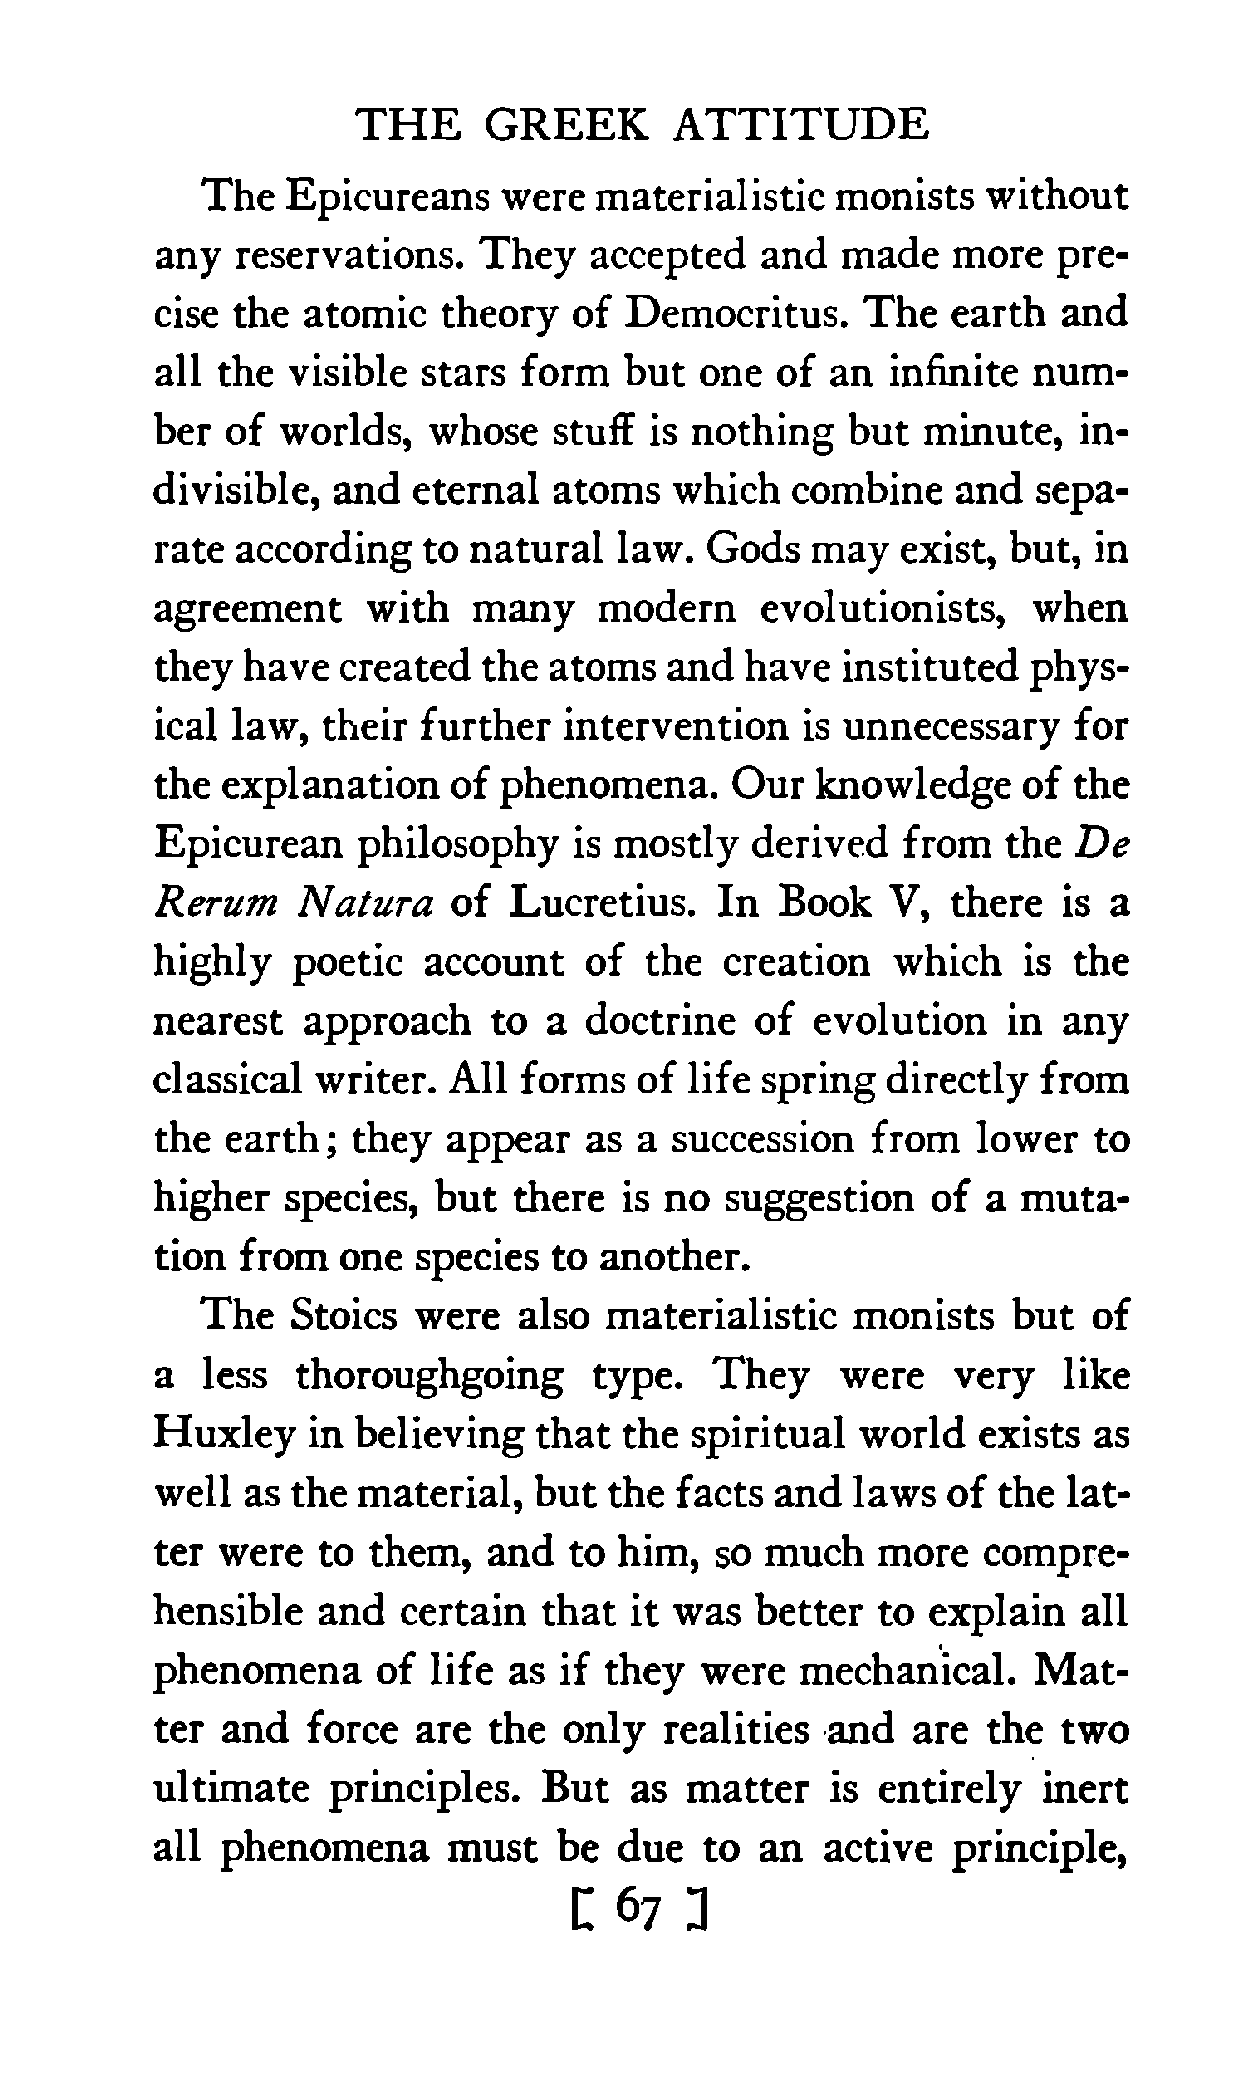 THE GREEK ATTITUDE
The Epicureans were materialistic monists without
any reservations. They accepted and made more pre-
cise the atomic theory of Democritus. The earth and
all the visible stars form but one of an infinite num-
ber of worlds, whose stuff is nothing but minute, in-
divisible, and eternal atoms which combine and sepa-
rate according to natural law. Gods may exist, but, in
agreement with many modern evolutionists, when
they have created the atoms and have instituted phys-
ical law, their further intervention is unnecessary for
the explanation of phenomena. Our knowledge of the
Epicurean philosophy is mostly derived from the De
Rerum Natura of Lucretius. In Book V, there is a
highly poetic account of the creation which is the
nearest approach to a doctrine of evolution in any
classical writer. All forms of life spring directly from
the earth; they appear as a succession from lower to
higher species, but there is no suggestion of a muta-
tion from one species to another.
The Stoics were also materialistic monists but of
a less thoroughgoing type. They were very like
Huxley in believing that the spiritual world exists as
well as the material, but the facts and laws of the lat-
ter were to them, and to him, so much more compre-
hensible and certain that it was better to explain all
phenomena of life as if they were mechanical. Mat-
ter and force are the only realities and are the two
ultimate principles. But as matter is entirely inert
all phenomena must be due to an active principle,
[ 67 ]